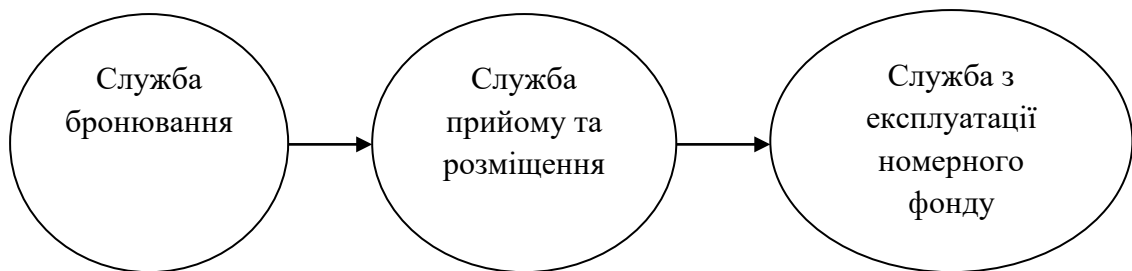 Служба
бронювання
Служба
прийому та
розміщення
Служба з
експлуатації
номерного
фонду